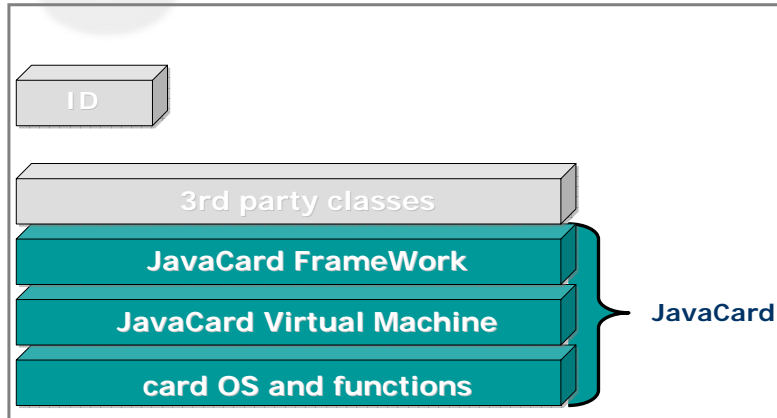 ID
3rd party classes
JavaCard FrameWork
JavaCard Virtual Machine
JavaCard
card OS and functions